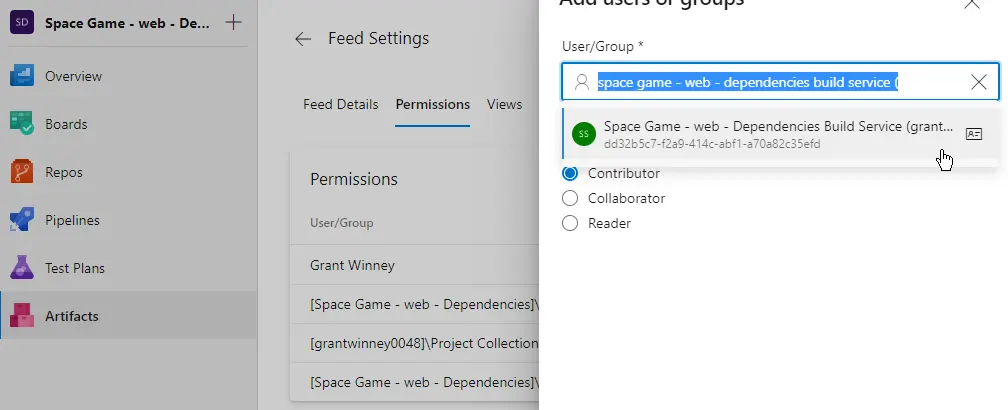 SD Space Game - web - De...
Overview
Boards
Repos
Pipelines
Test Plans
Artifacts
Feed Settings
Feed Details Permissions Views
Permissions
User/Group
Grant Winney
[Space Game - web - Dependencies]\
[grantwinney0048]\Project Collection
[Space Game - web - Dependencies]\
Add users or groups
User/Group *
space game - web - dependencies build service (
SS Space Game - web - Dependencies Build Service (grant...
dd32b5c7-f2a9-414c-abf1-a70a82c35efd
Contributor
Collaborator
Reader